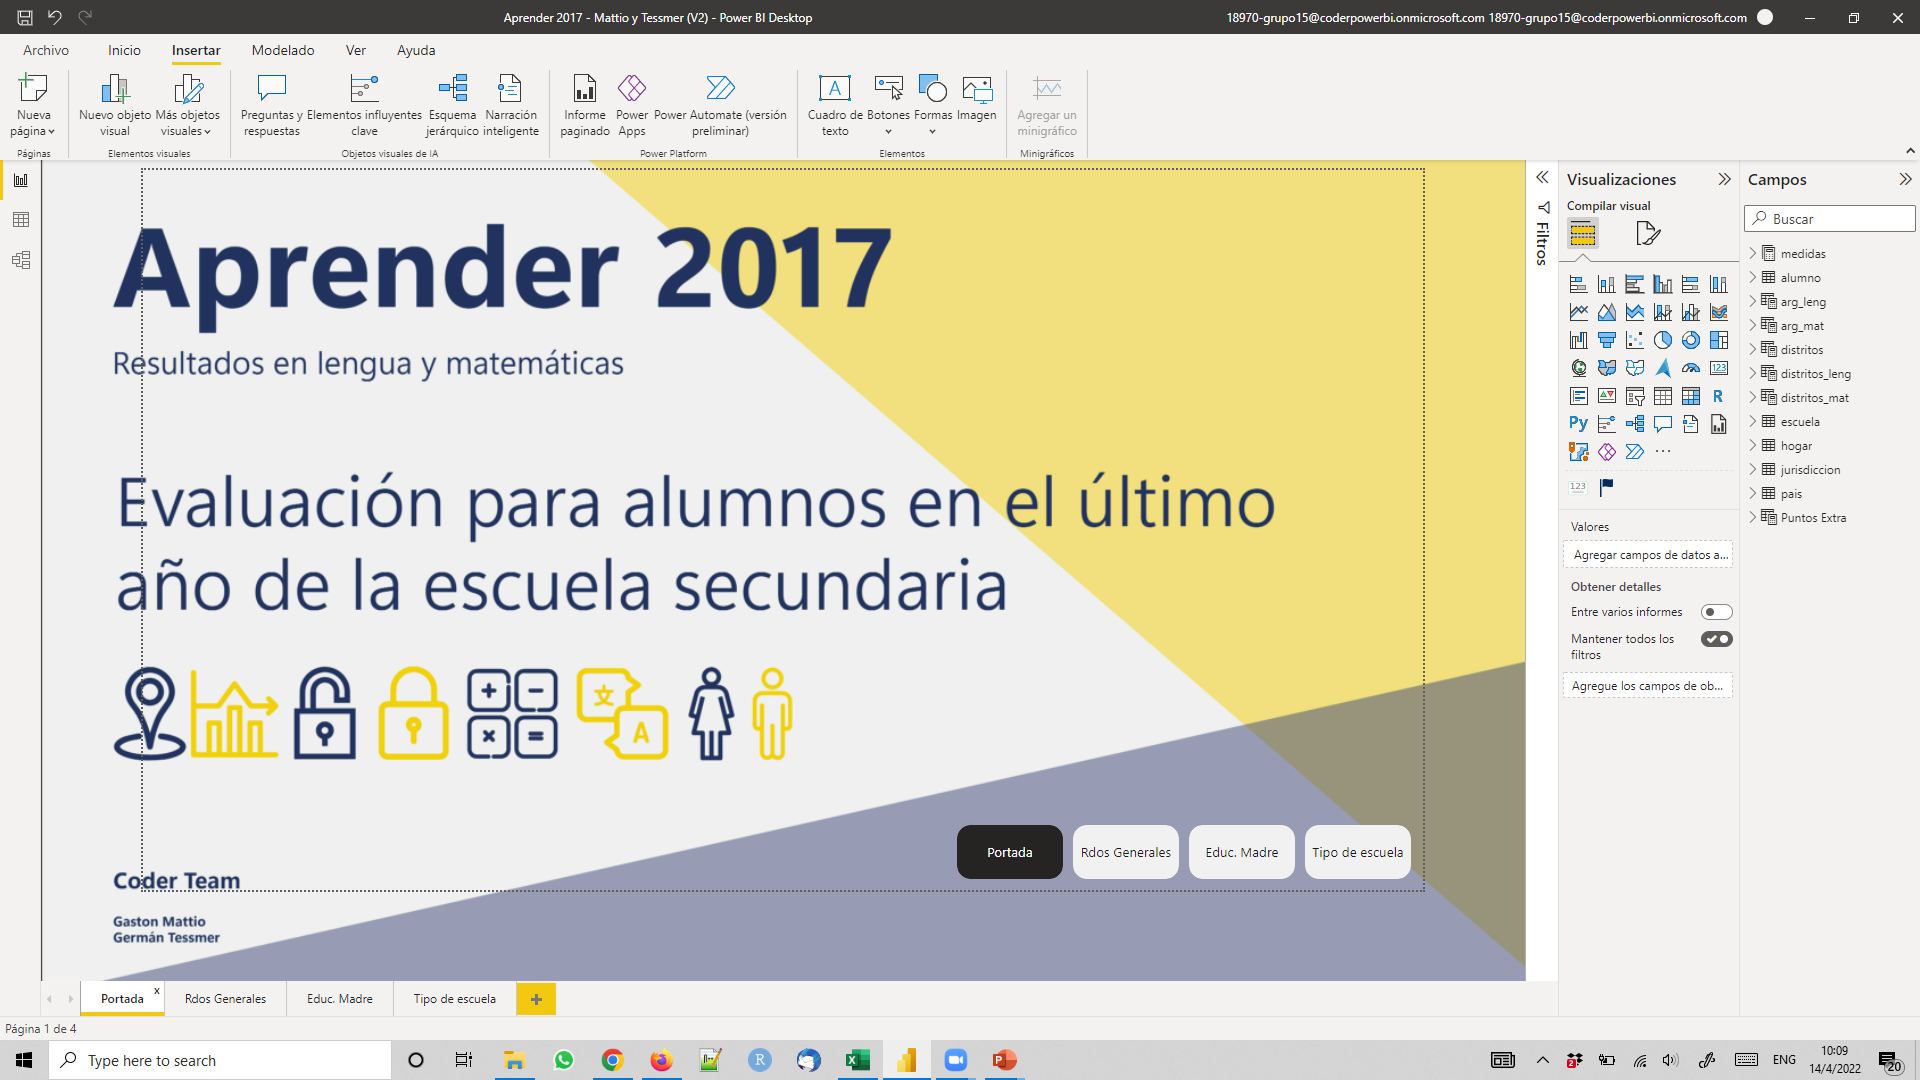 Aprender 2017 - Mattio y Tessmer (V2) - Power BI Desktop
18970-grupo15@coderpowerbi.onmicrosoft.com 18970-grupo15@coderpowerbi.onmicrosoft.com
Archivo Inicio Insertar Modelado Ver Ayuda
Nueva página
Nuevo objeto visual
Más objetos visuales
Preguntas y respuestas
Elementos influyentes clave
Esquema jerárquico
Narración inteligente
Informe paginado
Power Apps
Power Automate (versión preliminar)
Cuadro de texto
Botones
Formas
Imagen
Agregar un minigráfico
Páginas
Elementos visuales
Objetos visuales de IA
Power Platform
Elementos
Minigráficos
Aprender 2017
Resultados en lengua y matemáticas
Evaluación para alumnos en el último
año de la escuela secundaria
文 A
Portada
Rdos Generales
Educ. Madre
Tipo de escuela
Coder Team
Gaston Mattio
Germán Tessmer
Filtros
Visualizaciones
Compilar visual
123
R
Py
123
Valores
Agregar campos de datos a...
Obtener detalles
Entre varios informes
Mantener todos los
filtros
Agregue los campos de ob...
Campos
Buscar
medidas
alumno
arg_leng
arg_mat
distritos
distritos_leng
distritos_mat
escuela
hogar
jurisdiccion
pais
Puntos Extra
Portada x
Rdos Generales
Educ. Madre
Tipo de escuela
+
Página 1 de 4
Type here to search
ENG
10:09
14/4/2022
20